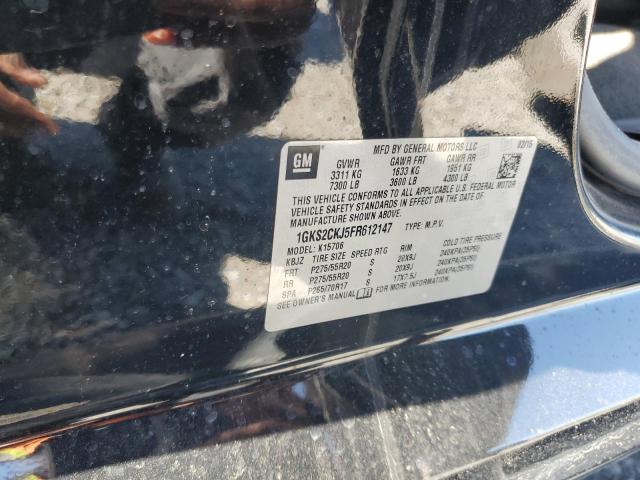 GM
MFD BY GENERAL MOTORS LLC 02/15
GVWR GAWR FRT GAWR RR
3311 KG 1633 KG 1951 KG
7300 LB 3600 LB 4300 LB
THIS VEHICLE CONFORMS TO ALL APPLICABLE U.S. FEDERAL MOTOR
VEHICLE SAFETY STANDARDS IN EFFECT ON THE DATE OF
MANUFACTURE SHOWN ABOVE.
1GKS2CKJ5FR612147 TYPE: M.P.V.
MODEL: K15706
KBJZ TIRE SIZE SPEED RTG RIM COLD TIRE PRESSURE
FRT P275/55R20 S 20X9J 240KPA(35PSI)
RR P275/55R20 S 20X9J 240KPA(35PSI)
SPA P265/70R17 17X7.5J 240KPA(35PSI)
SEE OWNER'S MANUAL FOR MORE INFORMATION.